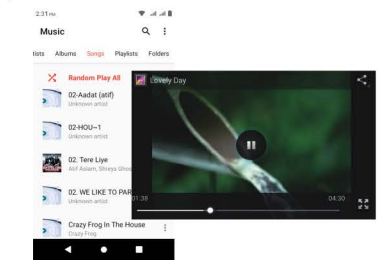 2:31 PM
Music
tists Albums Songs Playlists Folders
Random Play All
02-Aadat (atif)
Unknown artist
02-HOU~1
Unknown artist
02. Tere Liye
Atif Aslam, Shreya Ghos
02. WE LIKE TO PAR
Unknown artist
Crazy Frog In The House
Crazy Frog
Lovely Day
01:38
04:30